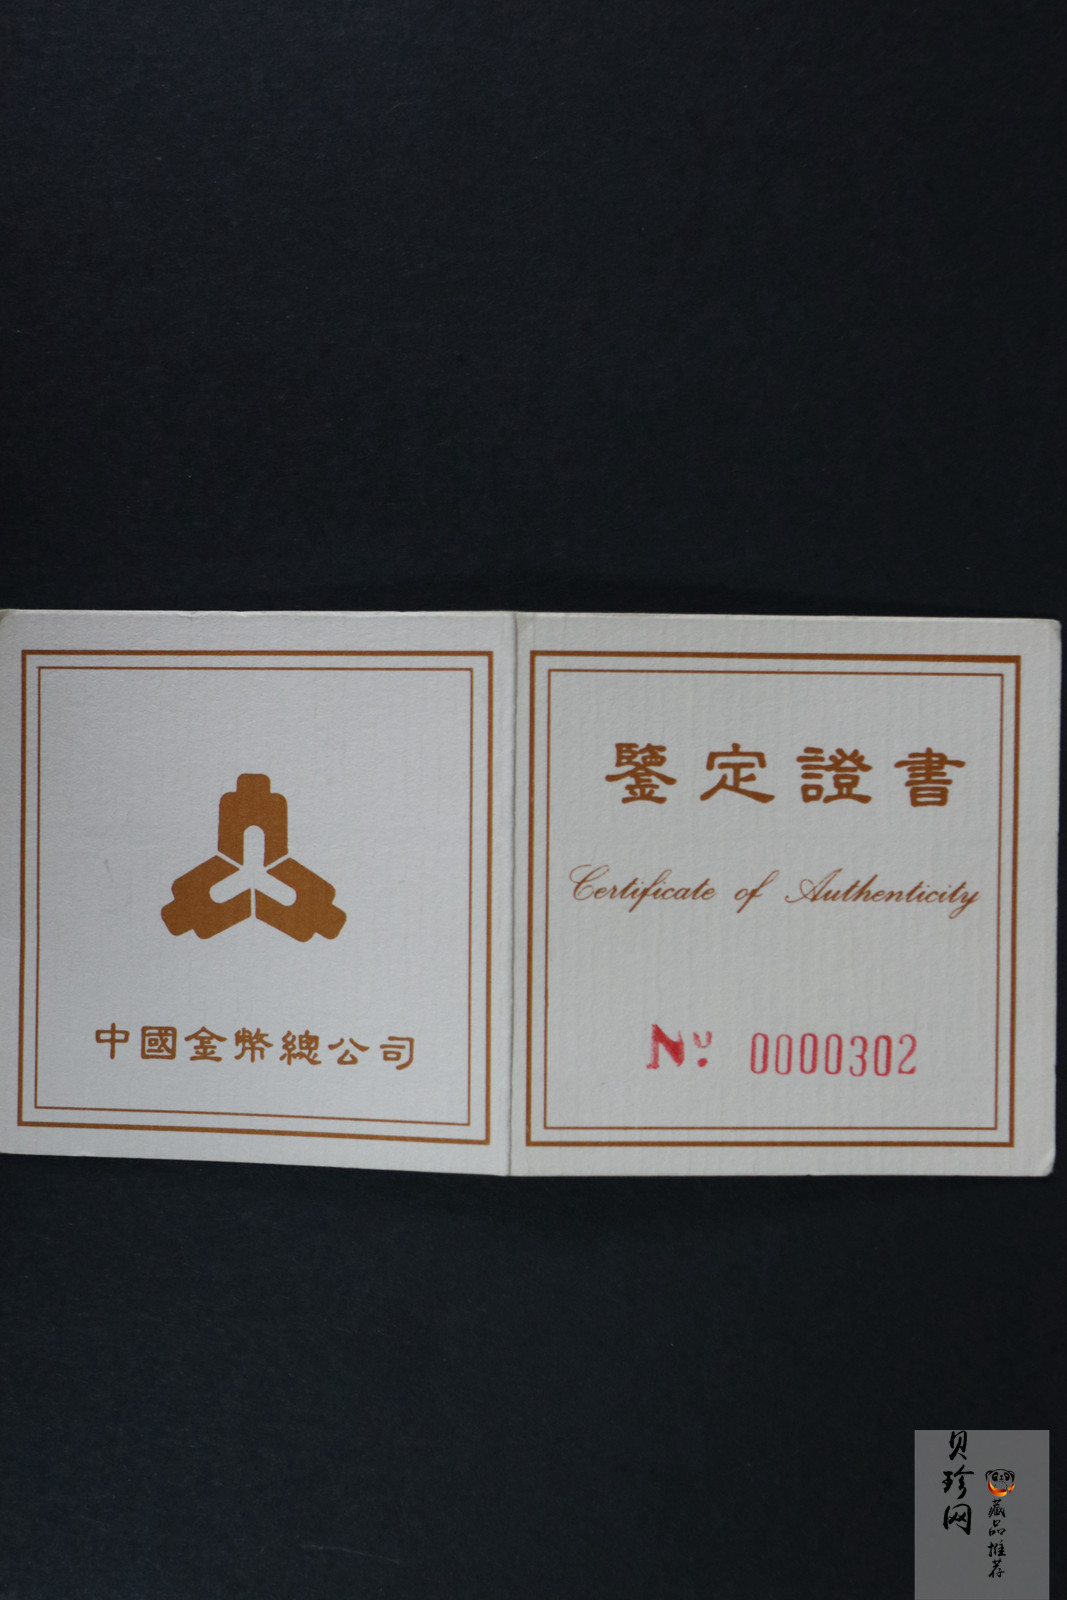 中國金幣總公司
鑒定證書
Certificate of Authenticity
Nº 0000302
贝珍网
藏品推荐